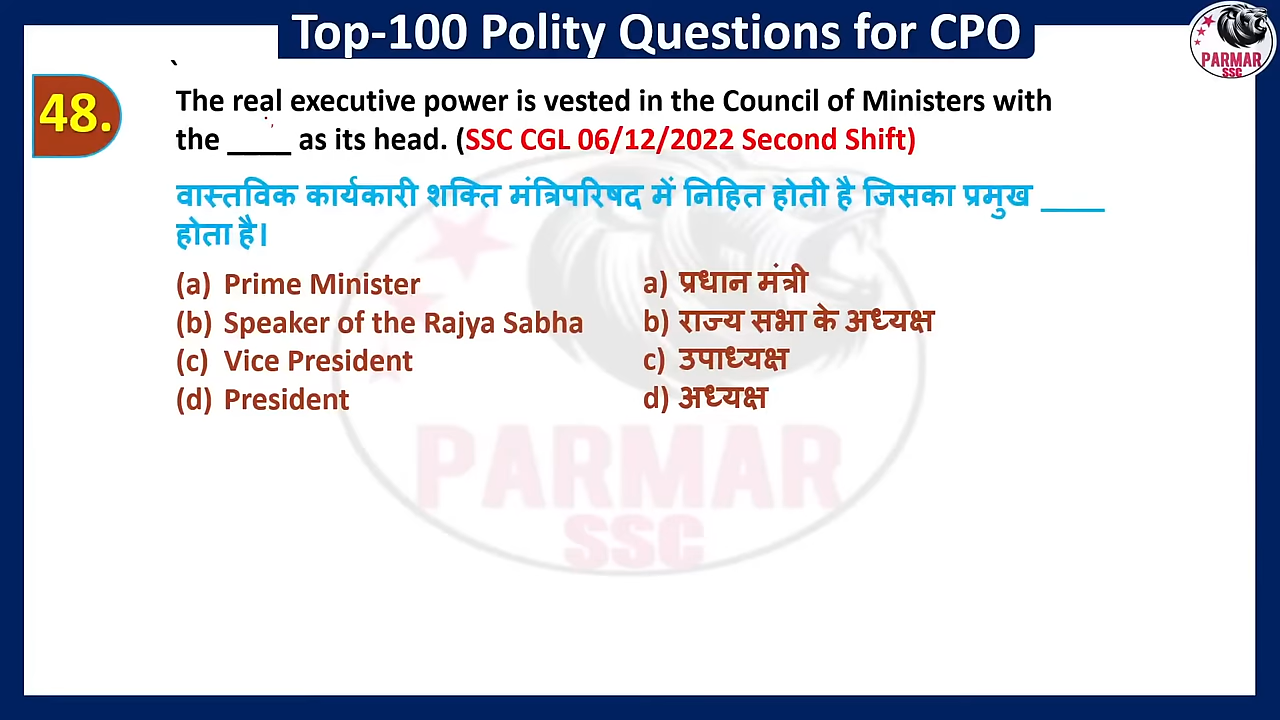 Top-100 Polity Questions for CPO
PARMAR
SSC
48.
The real executive power is vested in the Council of Ministers with
the ____ as its head. (SSC CGL 06/12/2022 Second Shift)
वास्तविक कार्यकारी शक्ति मंत्रिपरिषद में निहित होती है जिसका प्रमुख ____
होता है।
(a) Prime Minister
a) प्रधान मंत्री
(b) Speaker of the Rajya Sabha
b) राज्य सभा के अध्यक्ष
(c) Vice President
c) उपाध्यक्ष
(d) President
d) अध्यक्ष
PARMAR
SSC